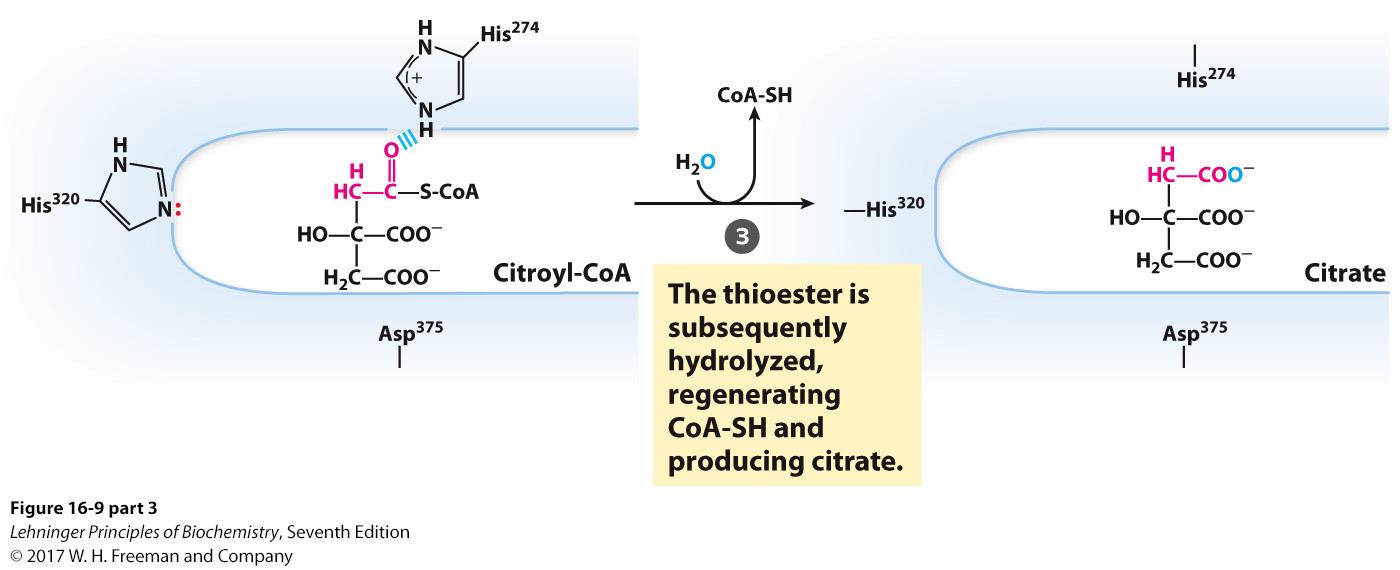 H
N
His²⁷⁴
(+
N
H
O
H
HC—C—S-CoA
HO—C—COO⁻
H₂C—COO⁻
Citroyl-CoA
H
N
His³²⁰
N:
Asp³⁷⁵
CoA-SH
H₂O
3
The thioester is
subsequently
hydrolyzed,
regenerating
CoA-SH and
producing citrate.
His²⁷⁴
—His³²⁰
H
HC—COO⁻
HO—C—COO⁻
H₂C—COO⁻
Citrate
Asp³⁷⁵
Figure 16-9 part 3
Lehninger Principles of Biochemistry, Seventh Edition
© 2017 W. H. Freeman and Company